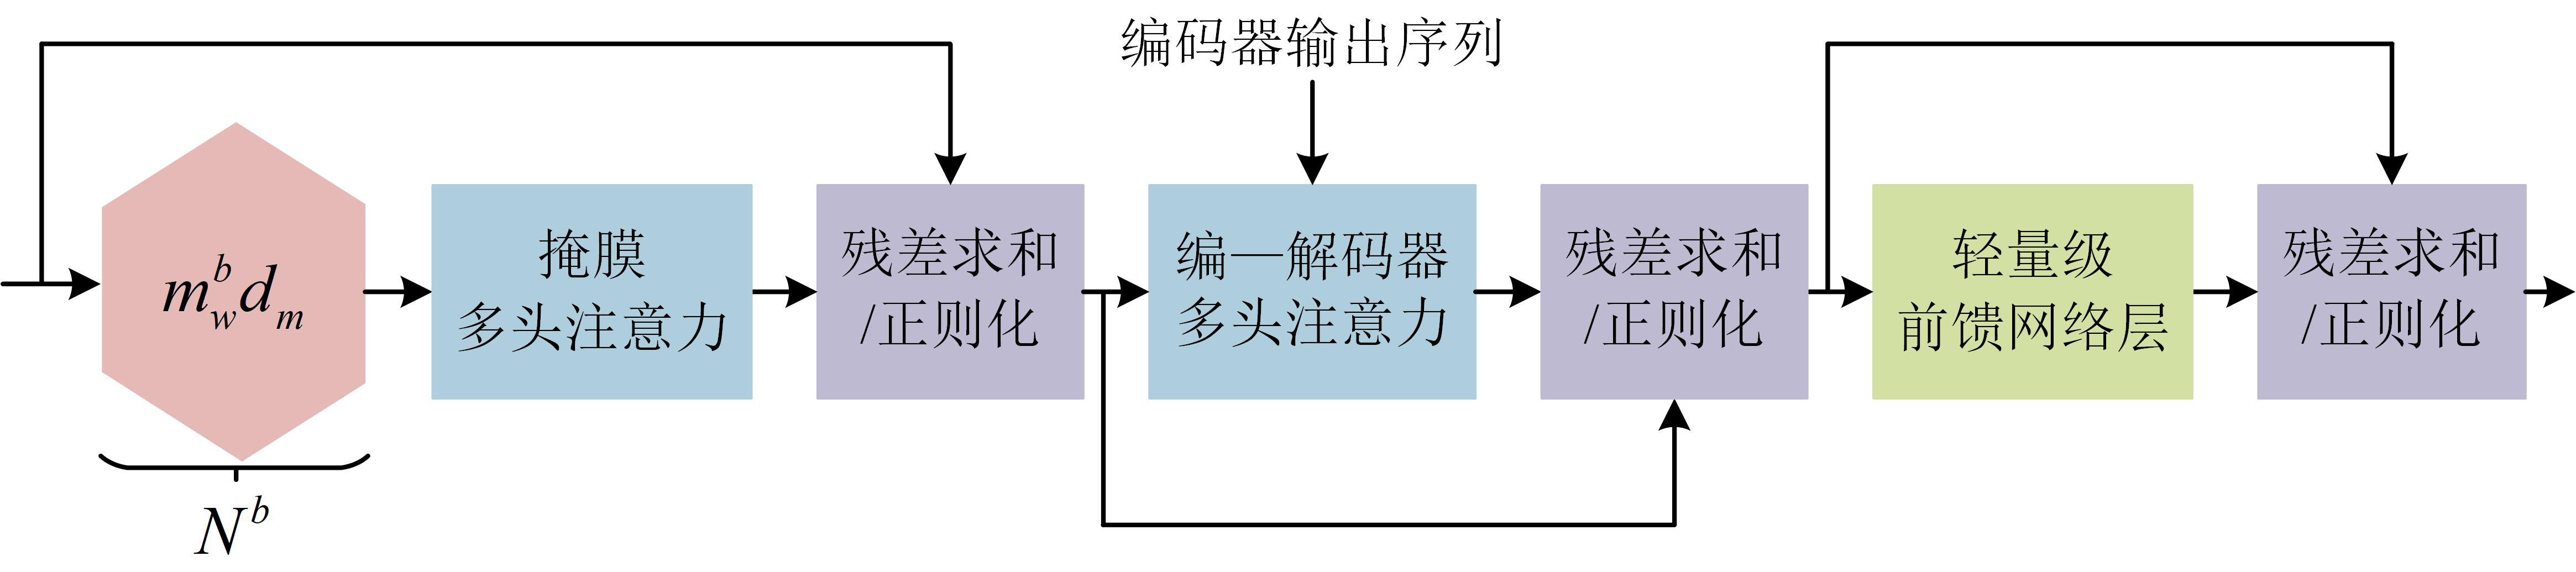 编码器输出序列
m_w^b d_m
掩膜
多头注意力
残差求和
/正则化
编—解码器
多头注意力
残差求和
/正则化
轻量级
前馈网络层
残差求和
/正则化
N^b